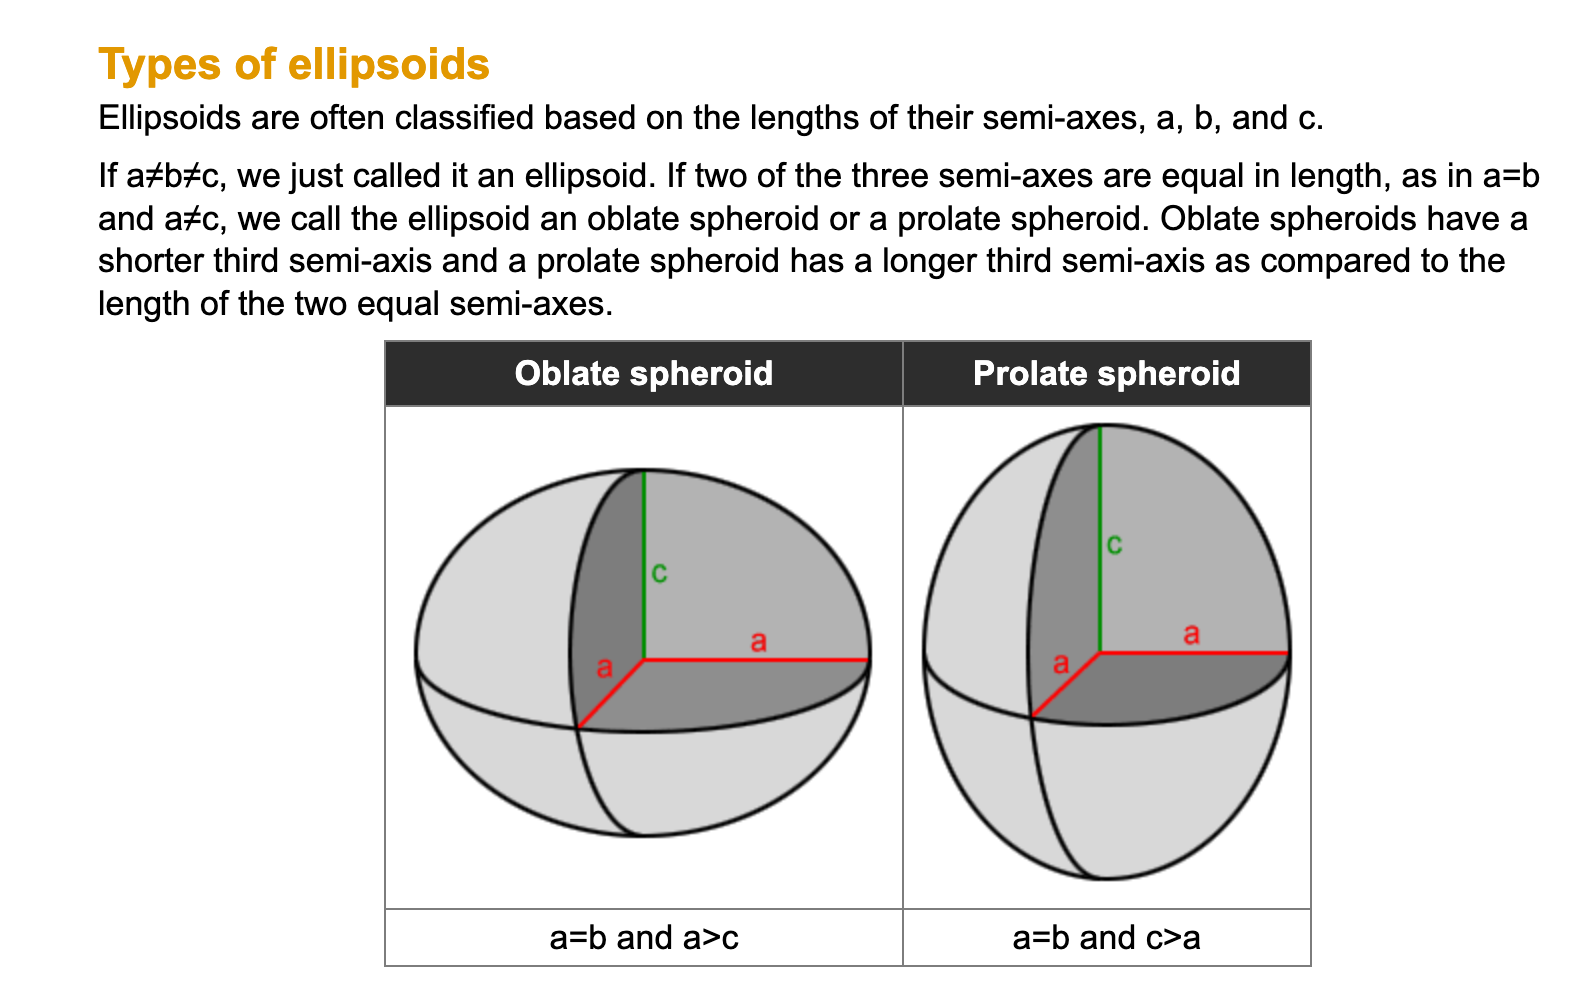 Types of ellipsoids
Ellipsoids are often classified based on the lengths of their semi-axes, a, b, and c.
If a≠b≠c, we just called it an ellipsoid. If two of the three semi-axes are equal in length, as in a=b
and a≠c, we call the ellipsoid an oblate spheroid or a prolate spheroid. Oblate spheroids have a
shorter third semi-axis and a prolate spheroid has a longer third semi-axis as compared to the
length of the two equal semi-axes.
Oblate spheroid
Prolate spheroid
c
a
a
c
a
a
a=b and a>c
a=b and c>a